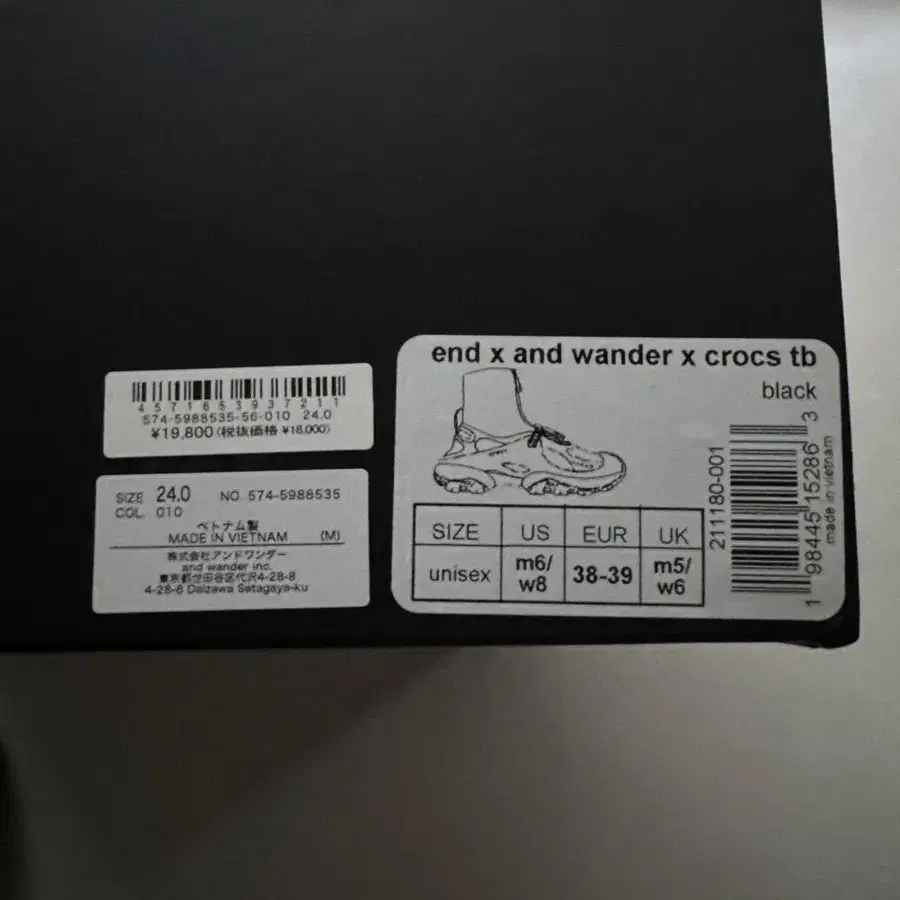 4571653937211
574-5988535-56-010 24.0
¥19,800(税抜価格 ¥18,000)
SIZE 24.0 NO. 574-5988535
COL. 010
ベトナム製
MADE IN VIETNAM (M)
株式会社アンドワンダー
and wander inc.
東京都世田谷区代沢4-28-8
4-28-8 Daizawa Setagaya-ku
end x and wander x crocs tb
black
SIZE US EUR UK
unisex m6/w8 38-39 m5/w6
211180-001
1 98445 15286 3
made in vietnam